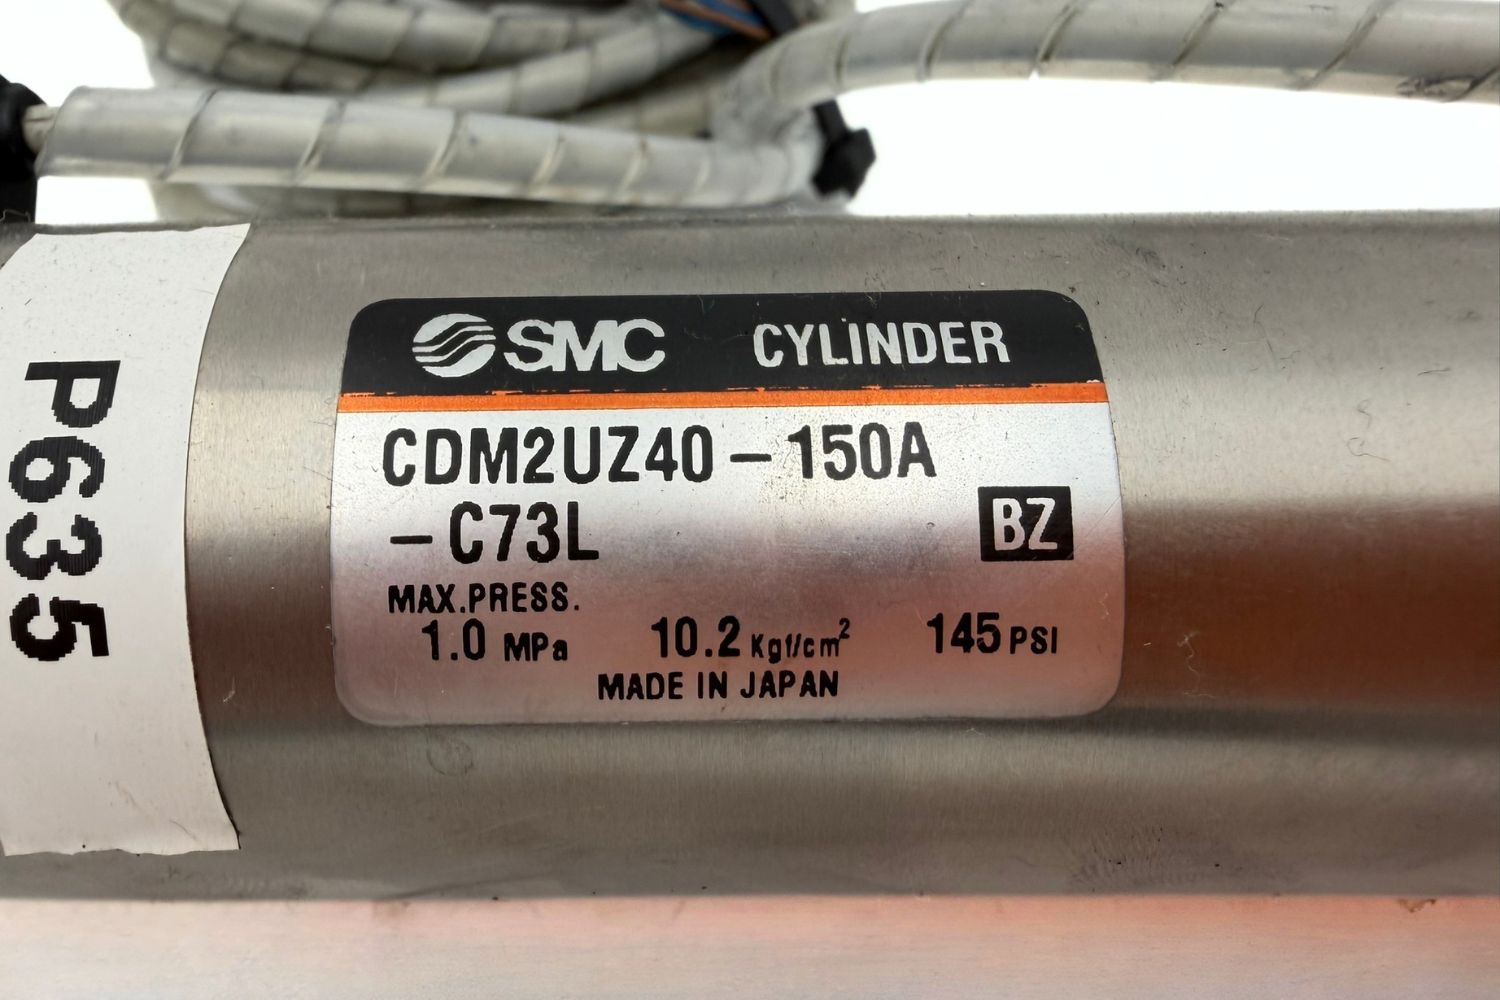 P635
SMC CYLINDER
CDM2UZ40-150A
-C73L
BZ
MAX.PRESS.
1.0 MPa 10.2 Kgf/cm² 145 PSI
MADE IN JAPAN